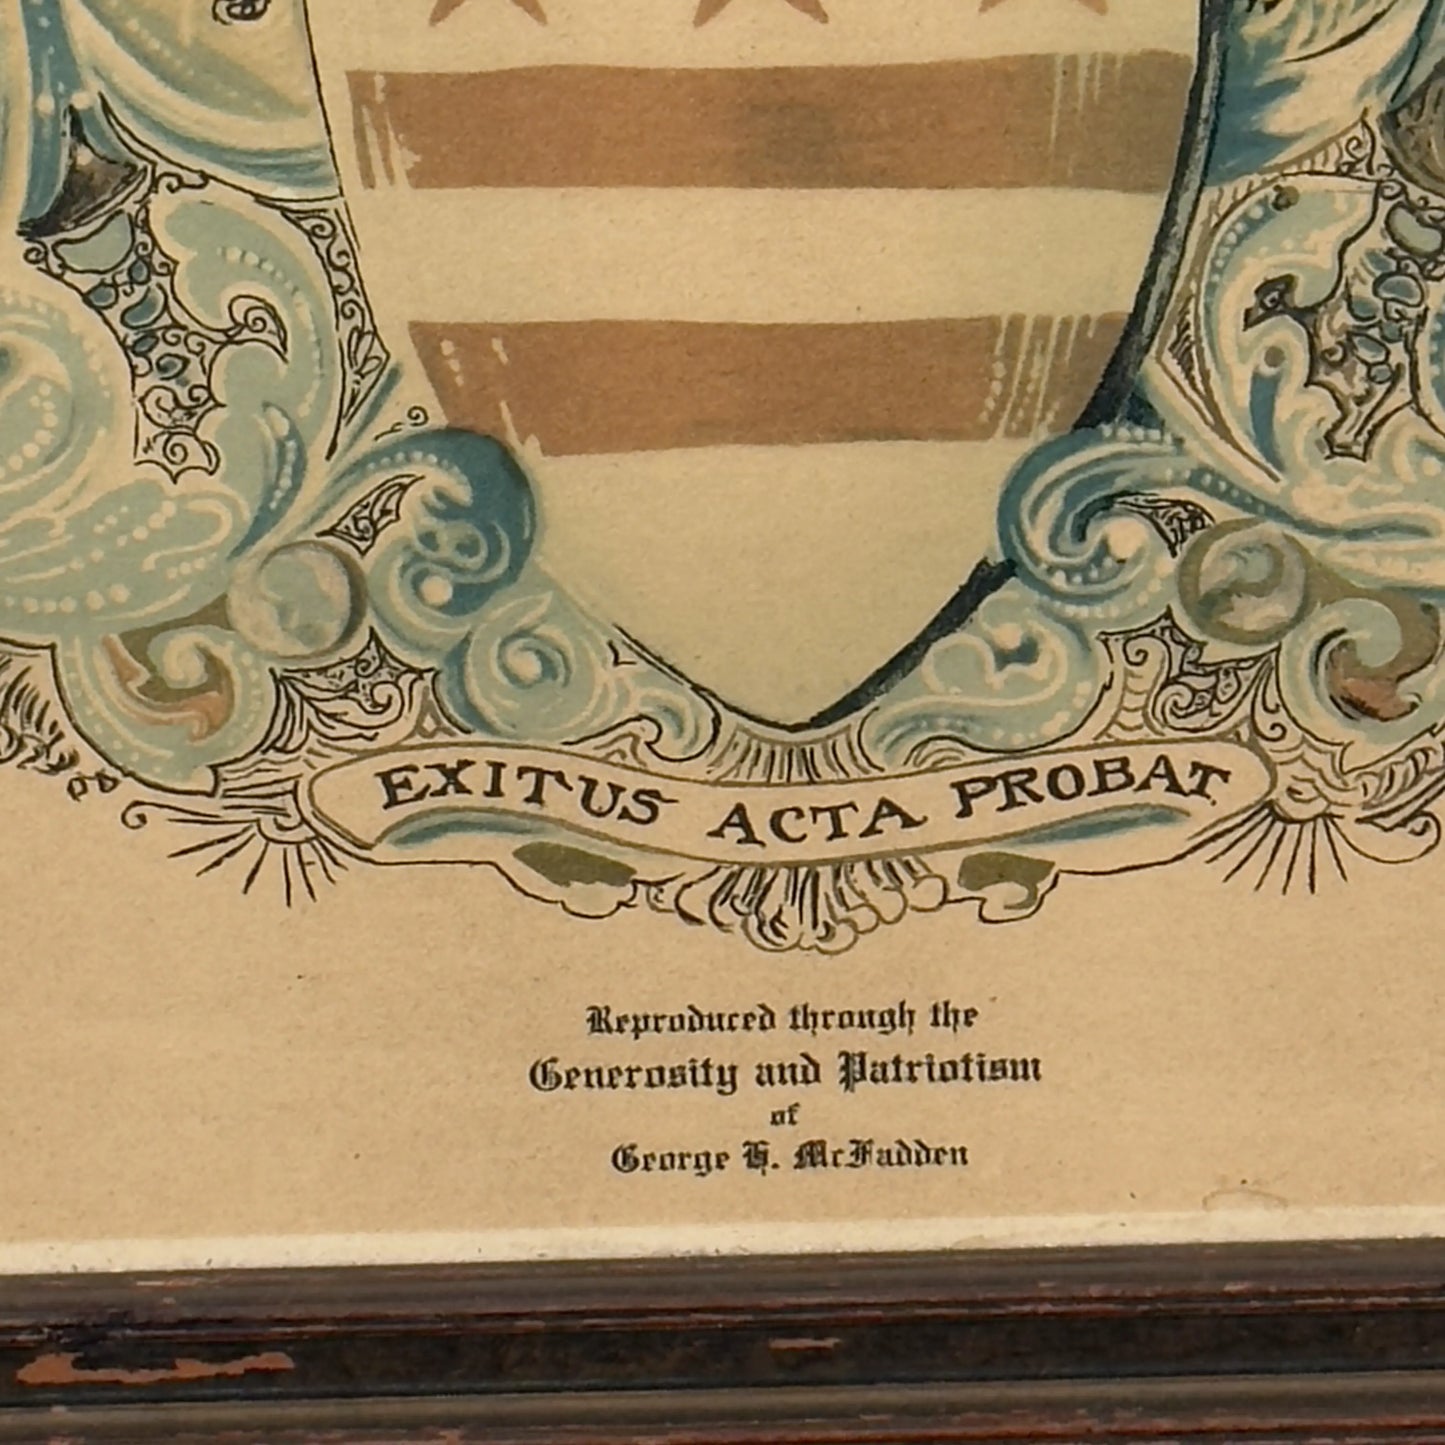 EXITUS ACTA PROBAT
Reproduced through the
Generosity and Patriotism
of
George H. McFadden